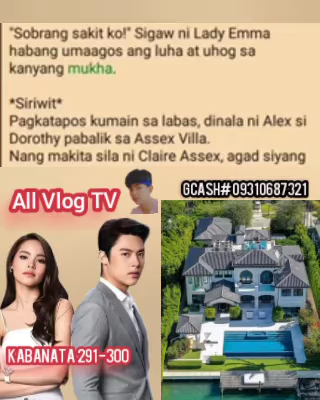 "Sobrang sakit ko!" Sigaw ni Lady Emma
habang umaagos ang luha at uhog sa
kanyang mukha.
*Siriwit*
Pagkatapos kumain sa labas, dinala ni Alex si
Dorothy pabalik sa Assex Villa.
Nang makita sila ni Claire Assex, agad siyang
All Vlog TV
GCASH# 09310687321
KABANATA 291-300